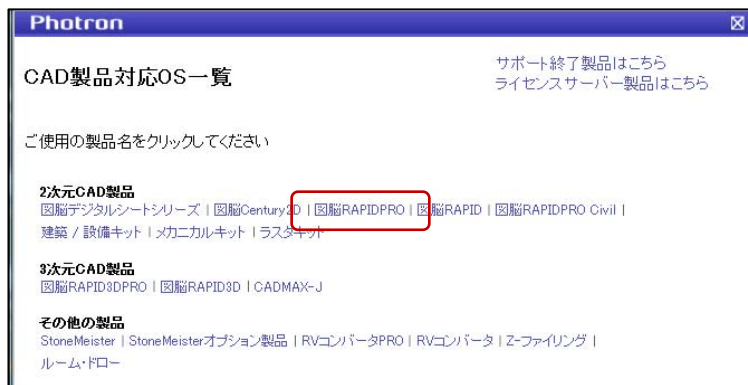 Photron
CAD製品対応OS一覧
サポート終了製品はこちら
ライセンスサーバー製品はこちら
ご使用の製品名をクリックしてください
2次元CAD製品
図脳デジタルシートシリーズ | 図脳Century2D | 図脳RAPIDPRO | 図脳RAPID | 図脳RAPIDPRO Civil |
建築 / 設備キット | メカニカルキット | ラスタキット
3次元CAD製品
図脳RAPID3DPRO | 図脳RAPID3D | CADMAX-J
その他の製品
StoneMeister | StoneMeisterオプション製品 | RVコンバータPRO | RVコンバータ | Z-ファイリング |
ルーム・ドロー